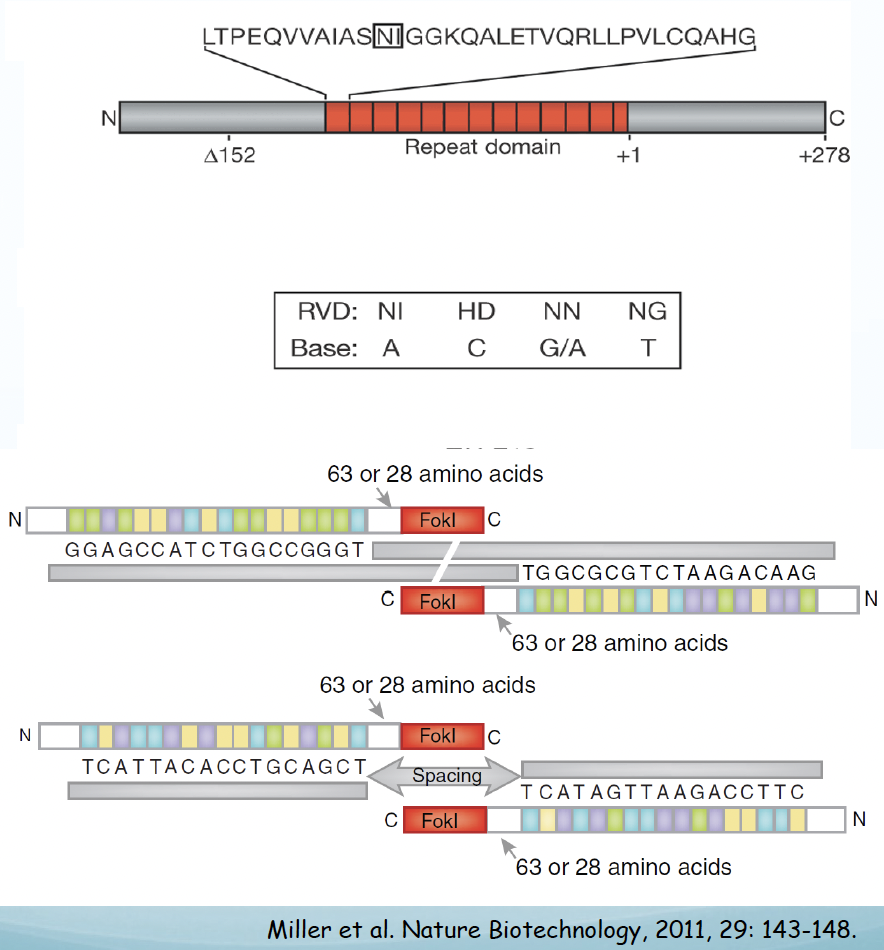 LTPEQVVAIASNIGGKQALETVQRLLPVLCQAHG
N C
Δ152 Repeat domain +1 +278
RVD: NI HD NN NG
Base: A C G/A T
63 or 28 amino acids
N FokI C
GGAGCCATCTGGCCGGGT
TGGCGCGTCTAAGACAAG
C FokI N
63 or 28 amino acids
63 or 28 amino acids
N FokI C
TCATTACACCTGCAGCT Spacing
TCATAGTTAAGACCTTC
C FokI N
63 or 28 amino acids
Miller et al. Nature Biotechnology, 2011, 29: 143-148.